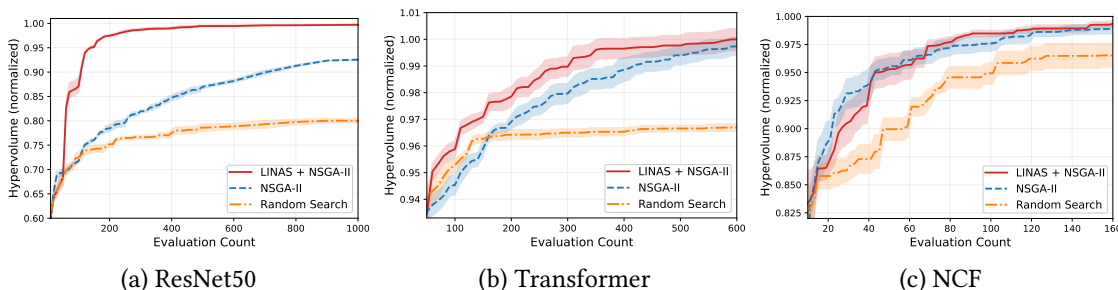 1.00
0.95
0.90
0.85
0.80
0.75
0.70
0.65
0.60
Hypervolume (normalized)
200 400 600 800 1000
Evaluation Count
LINAS + NSGA-II
NSGA-II
Random Search
(a) ResNet50
1.01
1.00
0.99
0.98
0.97
0.96
0.94
Hypervolume (normalized)
100 200 300 400 500 600
Evaluation Count
LINAS + NSGA-II
NSGA-II
Random Search
(b) Transformer
1.000
0.975
0.950
0.925
0.900
0.875
0.850
0.825
Hypervolume (normalized)
20 40 60 80 100 120 140 160
Evaluation Count
LINAS + NSGA-II
NSGA-II
Random Search
(c) NCF